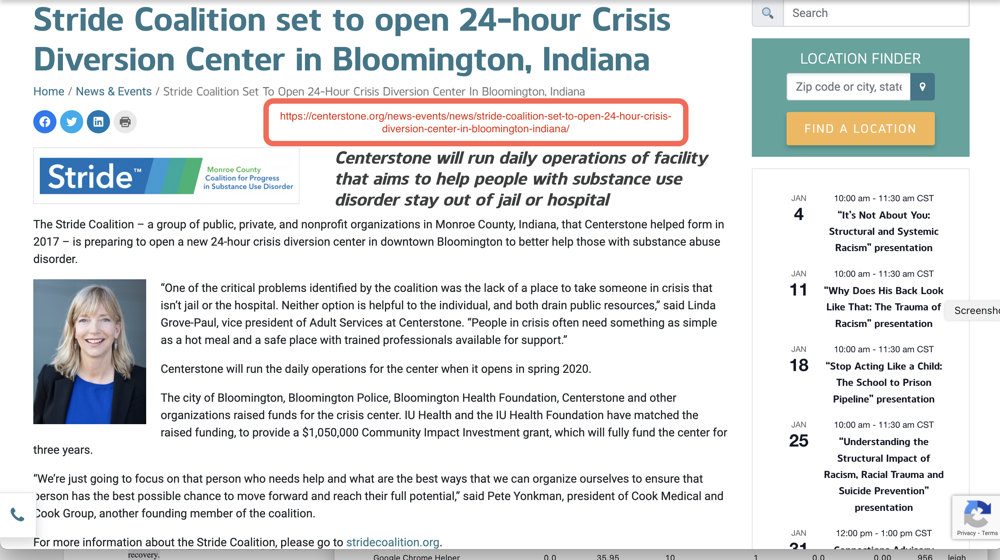 Stride Coalition set to open 24-hour Crisis
Diversion Center in Bloomington, Indiana
Home / News & Events / Stride Coalition Set To Open 24-Hour Crisis Diversion Center In Bloomington, Indiana
https://centerstone.org/news-events/news/stride-coalition-set-to-open-24-hour-crisis-
diversion-center-in-bloomington-indiana/
Stride™
Monroe County
Coalition for Progress
in Substance Use Disorder
Centerstone will run daily operations of facility
that aims to help people with substance use
disorder stay out of jail or hospital
The Stride Coalition – a group of public, private, and nonprofit organizations in Monroe County, Indiana, that Centerstone helped form in
2017 – is preparing to open a new 24-hour crisis diversion center in downtown Bloomington to better help those with substance abuse
disorder.
“One of the critical problems identified by the coalition was the lack of a place to take someone in crisis that
isn’t jail or the hospital. Neither option is helpful to the individual, and both drain public resources,” said Linda
Grove-Paul, vice president of Adult Services at Centerstone. “People in crisis often need something as simple
as a hot meal and a safe place with trained professionals available for support.”
Centerstone will run the daily operations for the center when it opens in spring 2020.
The city of Bloomington, Bloomington Police, Bloomington Health Foundation, Centerstone and other
organizations raised funds for the crisis center. IU Health and the IU Health Foundation have matched the
raised funding, to provide a $1,050,000 Community Impact Investment grant, which will fully fund the center for
three years.
“We’re just going to focus on that person who needs help and what are the best ways that we can organize ourselves to ensure that
person has the best possible chance to move forward and reach their full potential,” said Pete Yonkman, president of Cook Medical and
Cook Group, another founding member of the coalition.
For more information about the Stride Coalition, please go to stridecoalition.org.
Search
LOCATION FINDER
Zip code or city, state
FIND A LOCATION
JAN
4
10:00 am - 11:30 am CST
“It’s Not About You:
Structural and Systemic
Racism” presentation
JAN
11
10:00 am - 11:30 am CST
“Why Does His Back Look
Like That: The Trauma of
Racism” presentation
JAN
18
10:00 am - 11:30 am CST
“Stop Acting Like a Child:
The School to Prison
Pipeline” presentation
JAN
25
10:00 am - 11:30 am CST
“Understanding the
Structural Impact of
Racism, Racial Trauma and
Suicide Prevention”
presentation
JAN
31
12:00 pm - 1:00 pm CST
Connections Advisory
Screensho
Privacy - Terms
recovery.
Google Chrome Helper 0.0 35.95 10 1 0.0 0.00 956 leigh